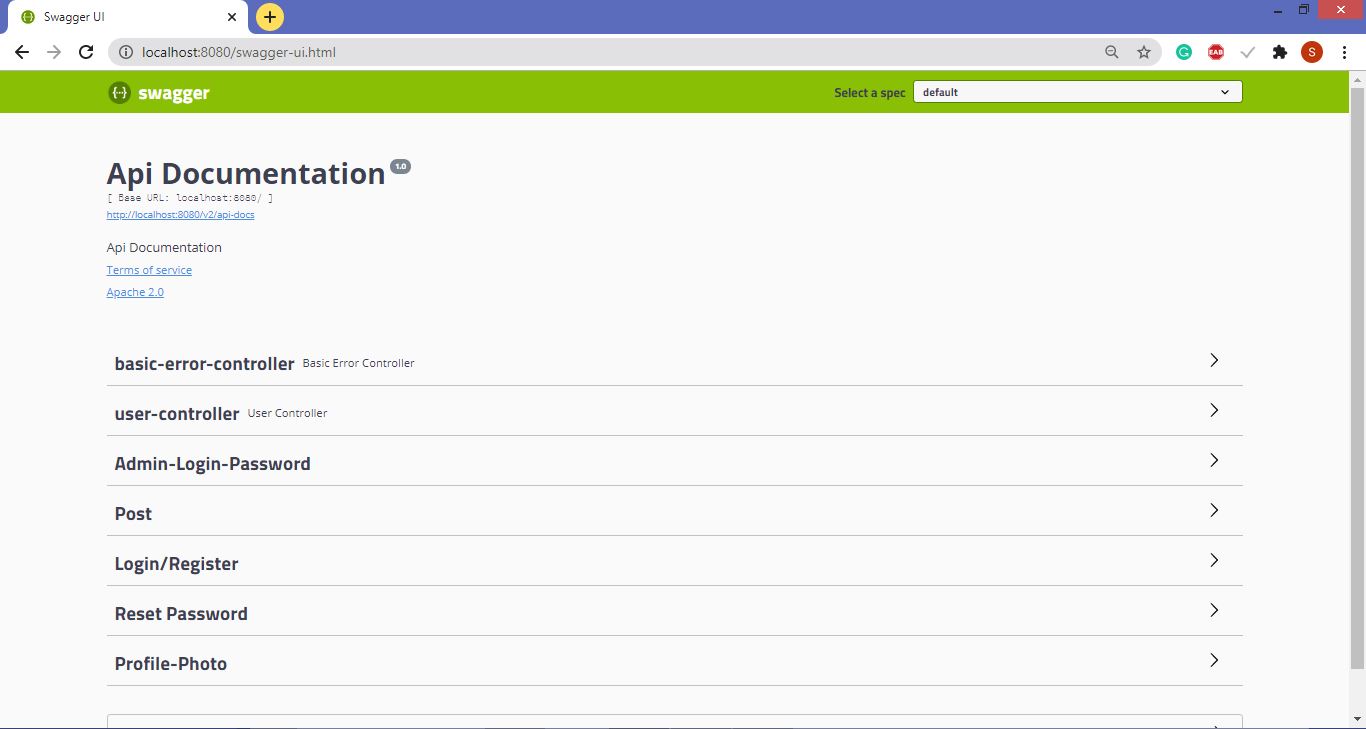 Swagger UI
localhost:8080/swagger-ui.html
EAB
S
swagger
Select a spec
default
Api Documentation 1.0
[ Base URL: localhost:8080/ ]
http://localhost:8080/v2/api-docs
Api Documentation
Terms of service
Apache 2.0
basic-error-controller Basic Error Controller
user-controller User Controller
Admin-Login-Password
Post
Login/Register
Reset Password
Profile-Photo